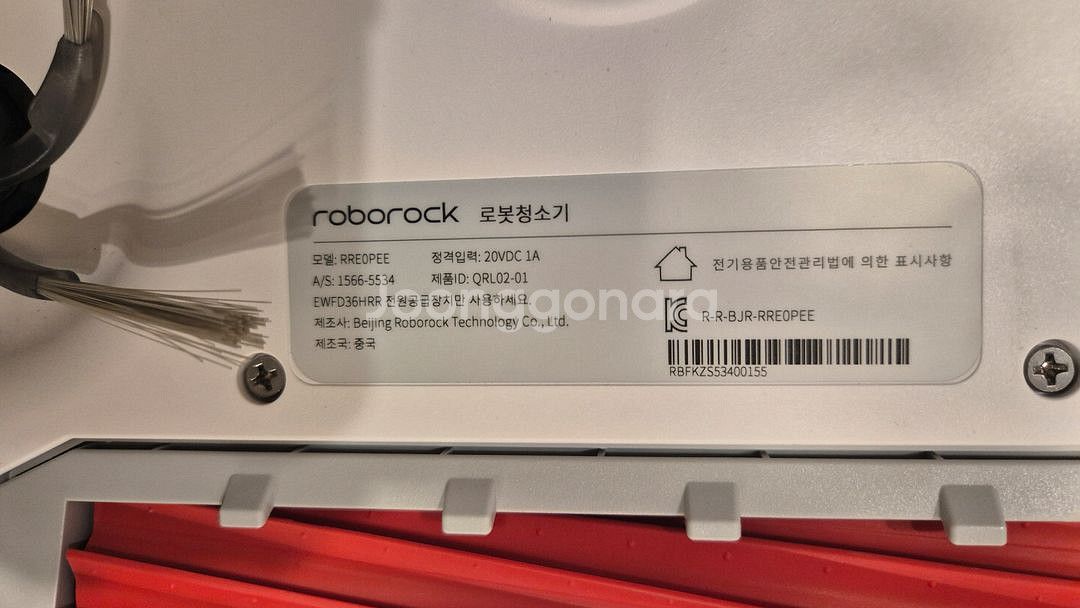 roborock 로봇청소기
모델: RRE0PEE 정격입력: 20VDC 1A
A/S: 1566-5534 제품ID: QRL02-01
EWFD36HRR 전원공급장치만 사용하세요.
제조사: Beijing Roborock Technology Co., Ltd.
제조국: 중국
전기용품안전관리법에 의한 표시사항
R-R-BJR-RRE0PEE
RBFKZS53400155
Joonggonara